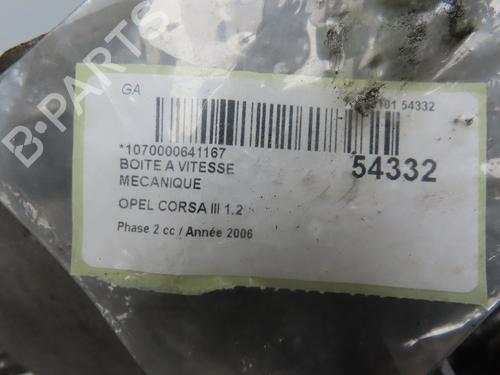 B-PARTS
GA
101 54332
*1070000641167
BOITE A VITESSE
MECANIQUE
54332
OPEL CORSA III 1.2
Phase 2 cc / Année 2006